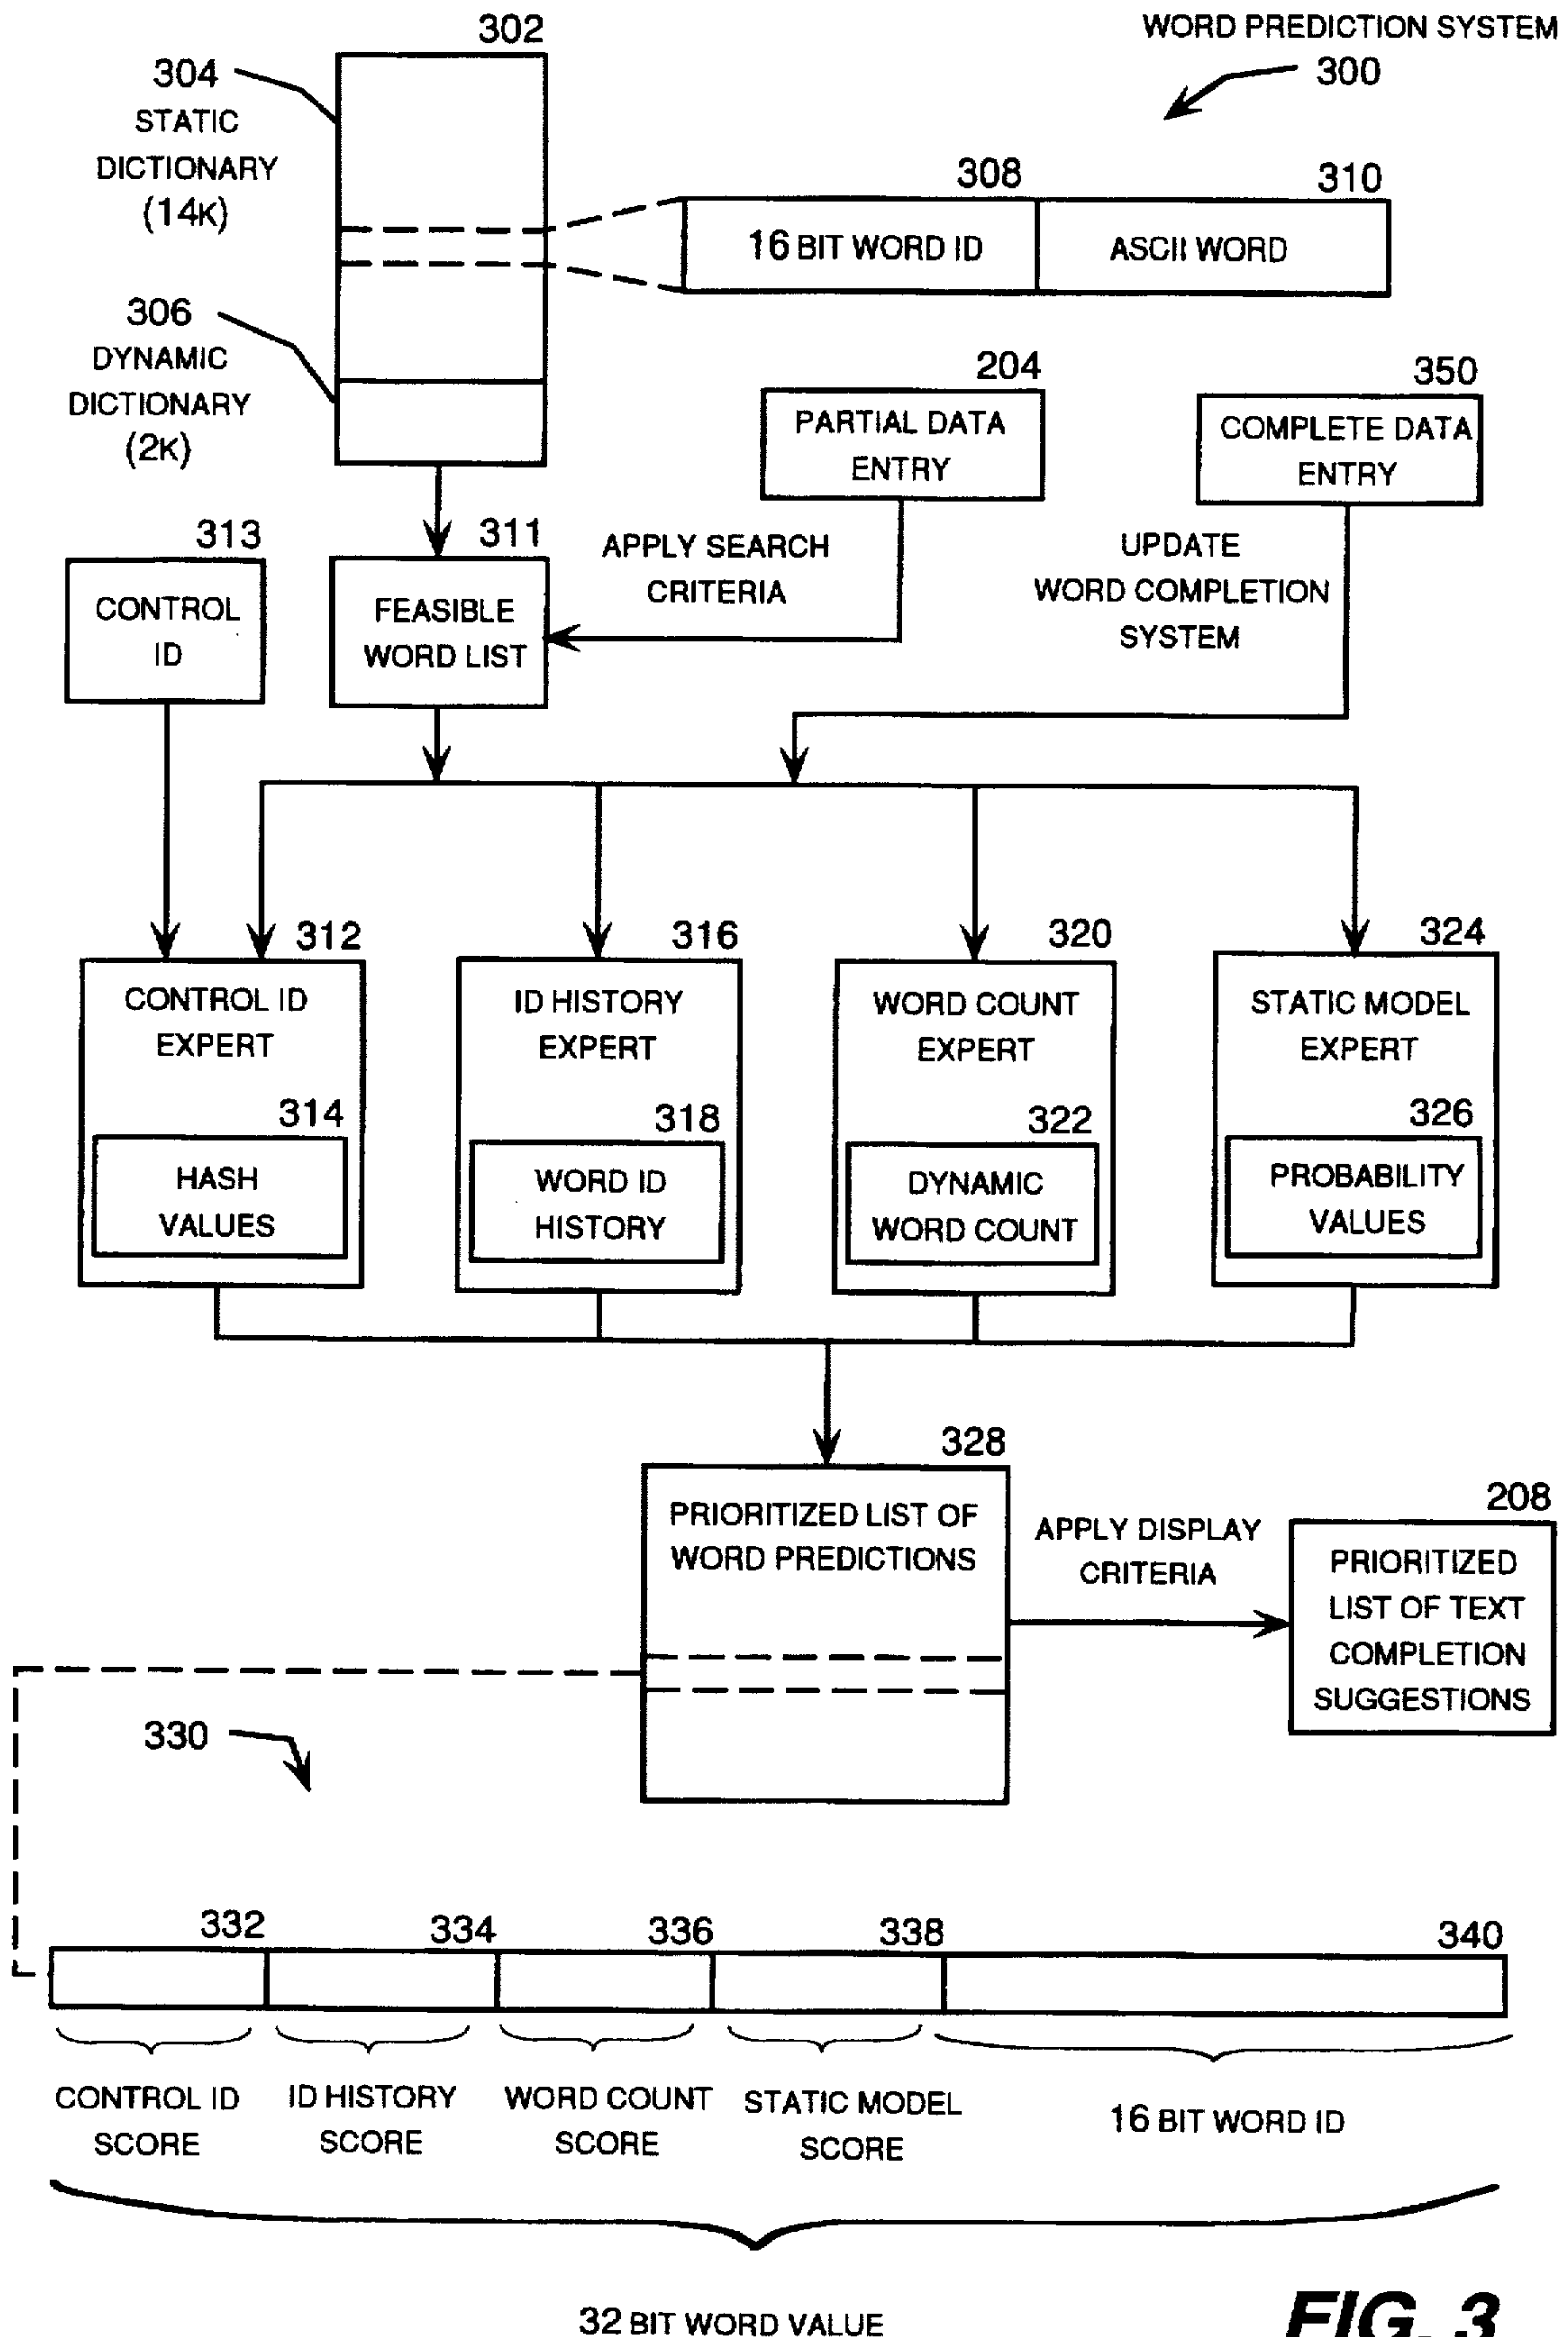 WORD PREDICTION SYSTEM
300
302
304
STATIC
DICTIONARY
(14K)
308
310
16 BIT WORD ID
ASCII WORD
306
DYNAMIC
DICTIONARY
(2K)
204
PARTIAL DATA
ENTRY
350
COMPLETE DATA
ENTRY
313
CONTROL
ID
311
FEASIBLE
WORD LIST
APPLY SEARCH
CRITERIA
UPDATE
WORD COMPLETION
SYSTEM
312
CONTROL ID
EXPERT
314
HASH
VALUES
316
ID HISTORY
EXPERT
318
WORD ID
HISTORY
320
WORD COUNT
EXPERT
322
DYNAMIC
WORD COUNT
324
STATIC MODEL
EXPERT
326
PROBABILITY
VALUES
328
PRIORITIZED LIST OF
WORD PREDICTIONS
APPLY DISPLAY
CRITERIA
208
PRIORITIZED
LIST OF TEXT
COMPLETION
SUGGESTIONS
330
332
334
336
338
340
CONTROL ID
SCORE
ID HISTORY
SCORE
WORD COUNT
SCORE
STATIC MODEL
SCORE
16 BIT WORD ID
32 BIT WORD VALUE
FIG. 3